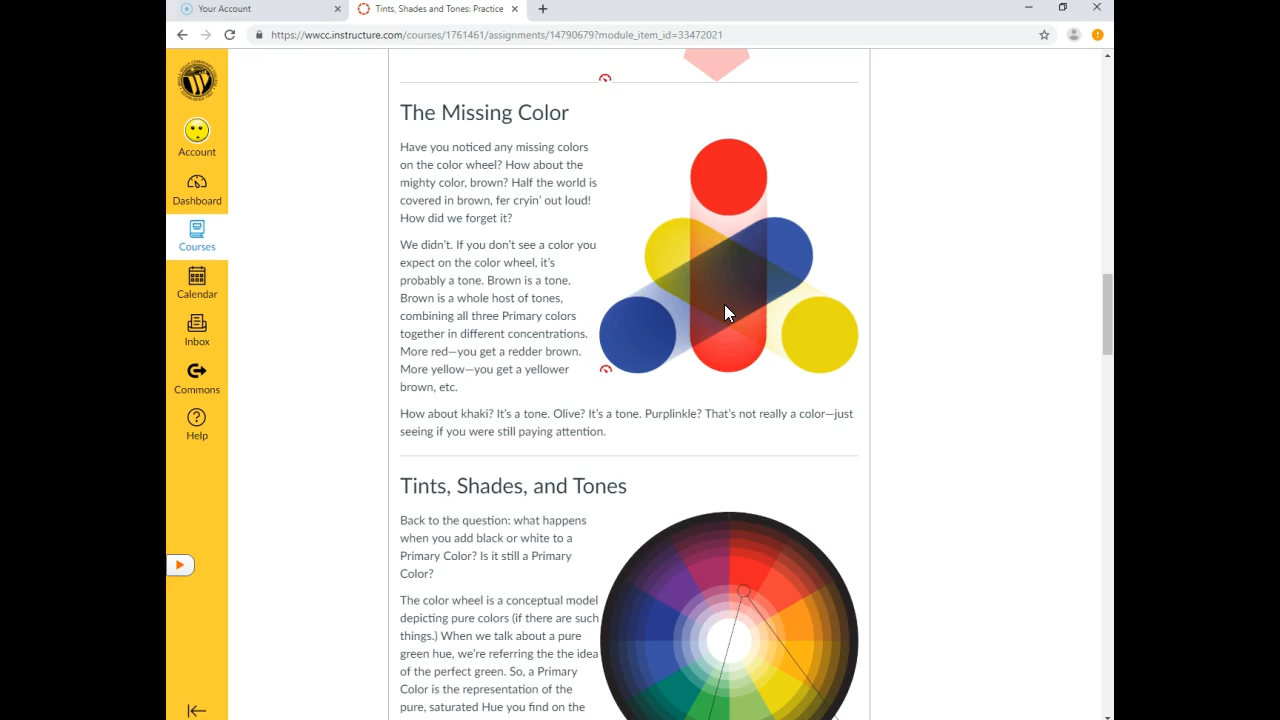 Your Account
Tints, Shades and Tones: Practice
https://wwcc.instructure.com/courses/1761461/assignments/14790679?module_item_id=33472021
W
Account
Dashboard
Courses
Calendar
Inbox
Commons
Help
The Missing Color
Have you noticed any missing colors
on the color wheel? How about the
mighty color, brown? Half the world is
covered in brown, fer cryin’ out loud!
How did we forget it?
We didn’t. If you don’t see a color you
expect on the color wheel, it’s
probably a tone. Brown is a tone.
Brown is a whole host of tones,
combining all three Primary colors
together in different concentrations.
More red—you get a redder brown.
More yellow—you get a yellower
brown, etc.
How about khaki? It’s a tone. Olive? It’s a tone. Purplinkle? That’s not really a color—just
seeing if you were still paying attention.
Tints, Shades, and Tones
Back to the question: what happens
when you add black or white to a
Primary Color? Is it still a Primary
Color?
The color wheel is a conceptual model
depicting pure colors (if there are such
things.) When we talk about a pure
green hue, we’re referring the the idea
of the perfect green. So, a Primary
Color is the representation of the
pure, saturated Hue you find on the